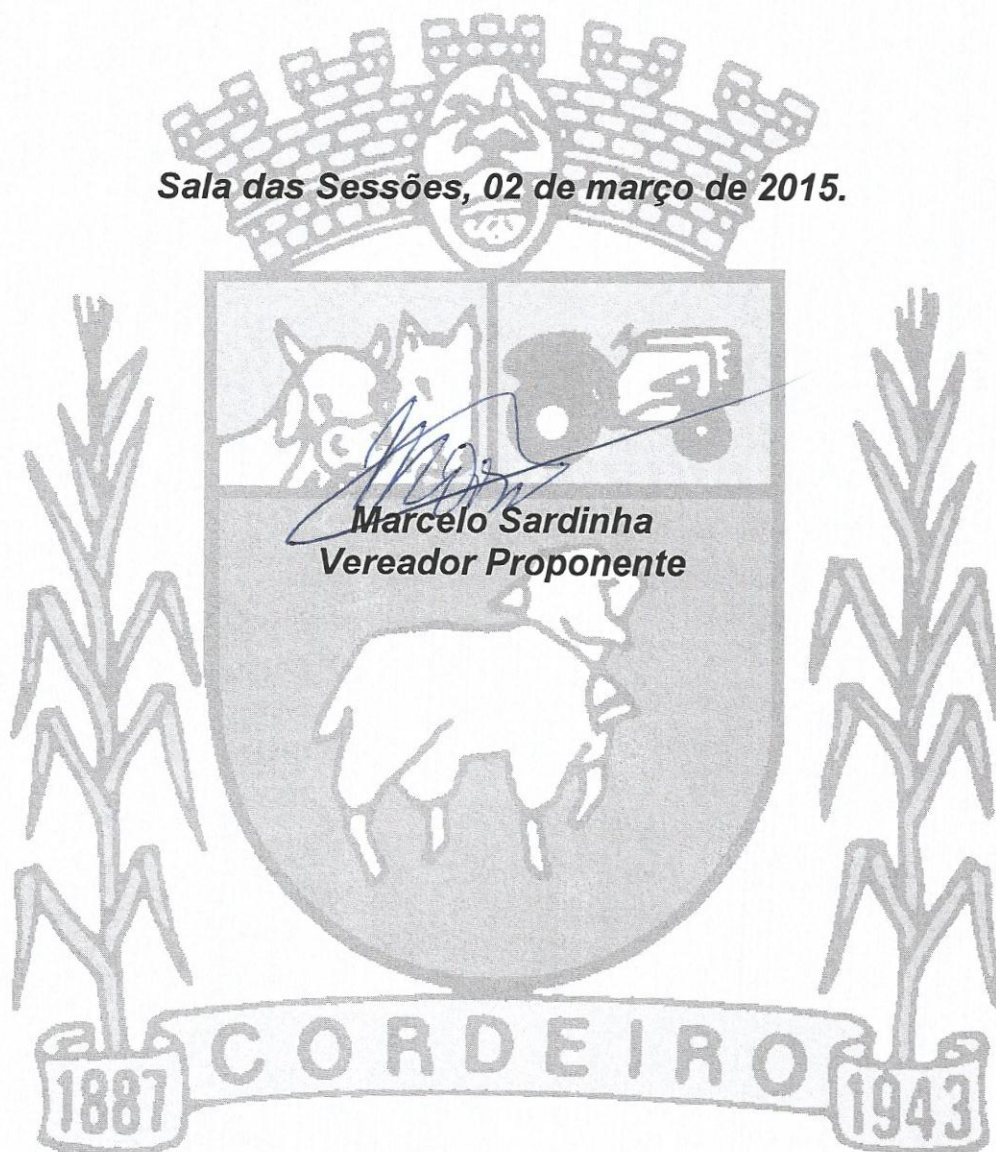 Sala das Sessões, 02 de março de 2015.
Marcelo Sardinha
Vereador Proponente
CORDEIRO
1887
1943